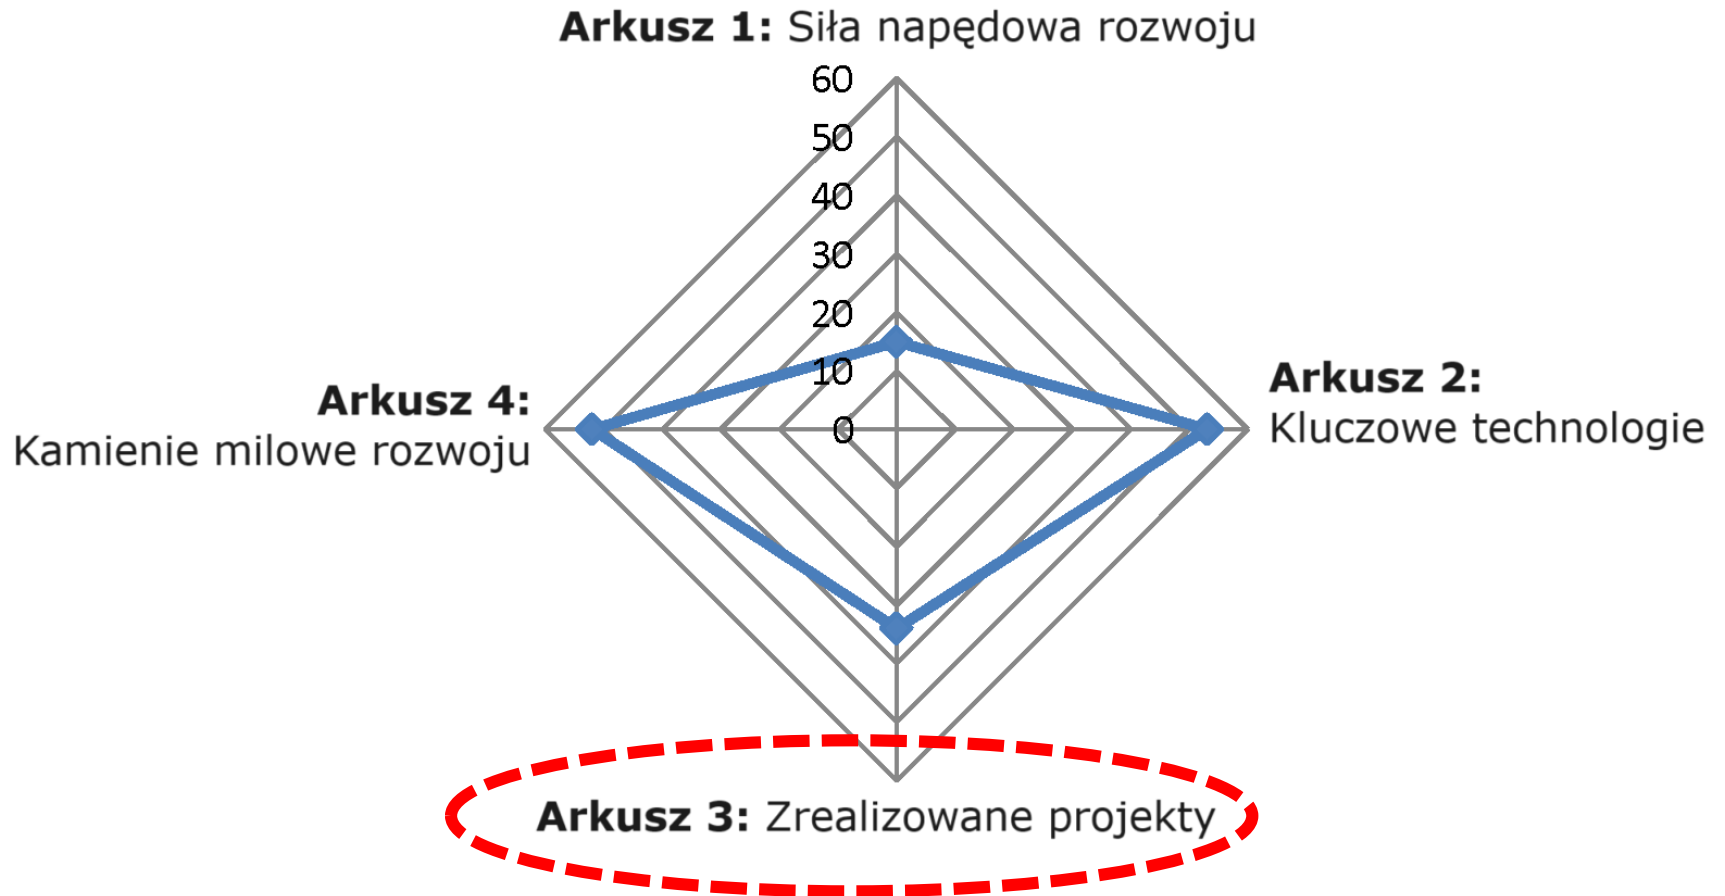 Arkusz 1: Siła napędowa rozwoju
60
50
40
30
20
10
0
Arkusz 2:
Kluczowe technologie
Arkusz 4:
Kamienie milowe rozwoju
Arkusz 3: Zrealizowane projekty